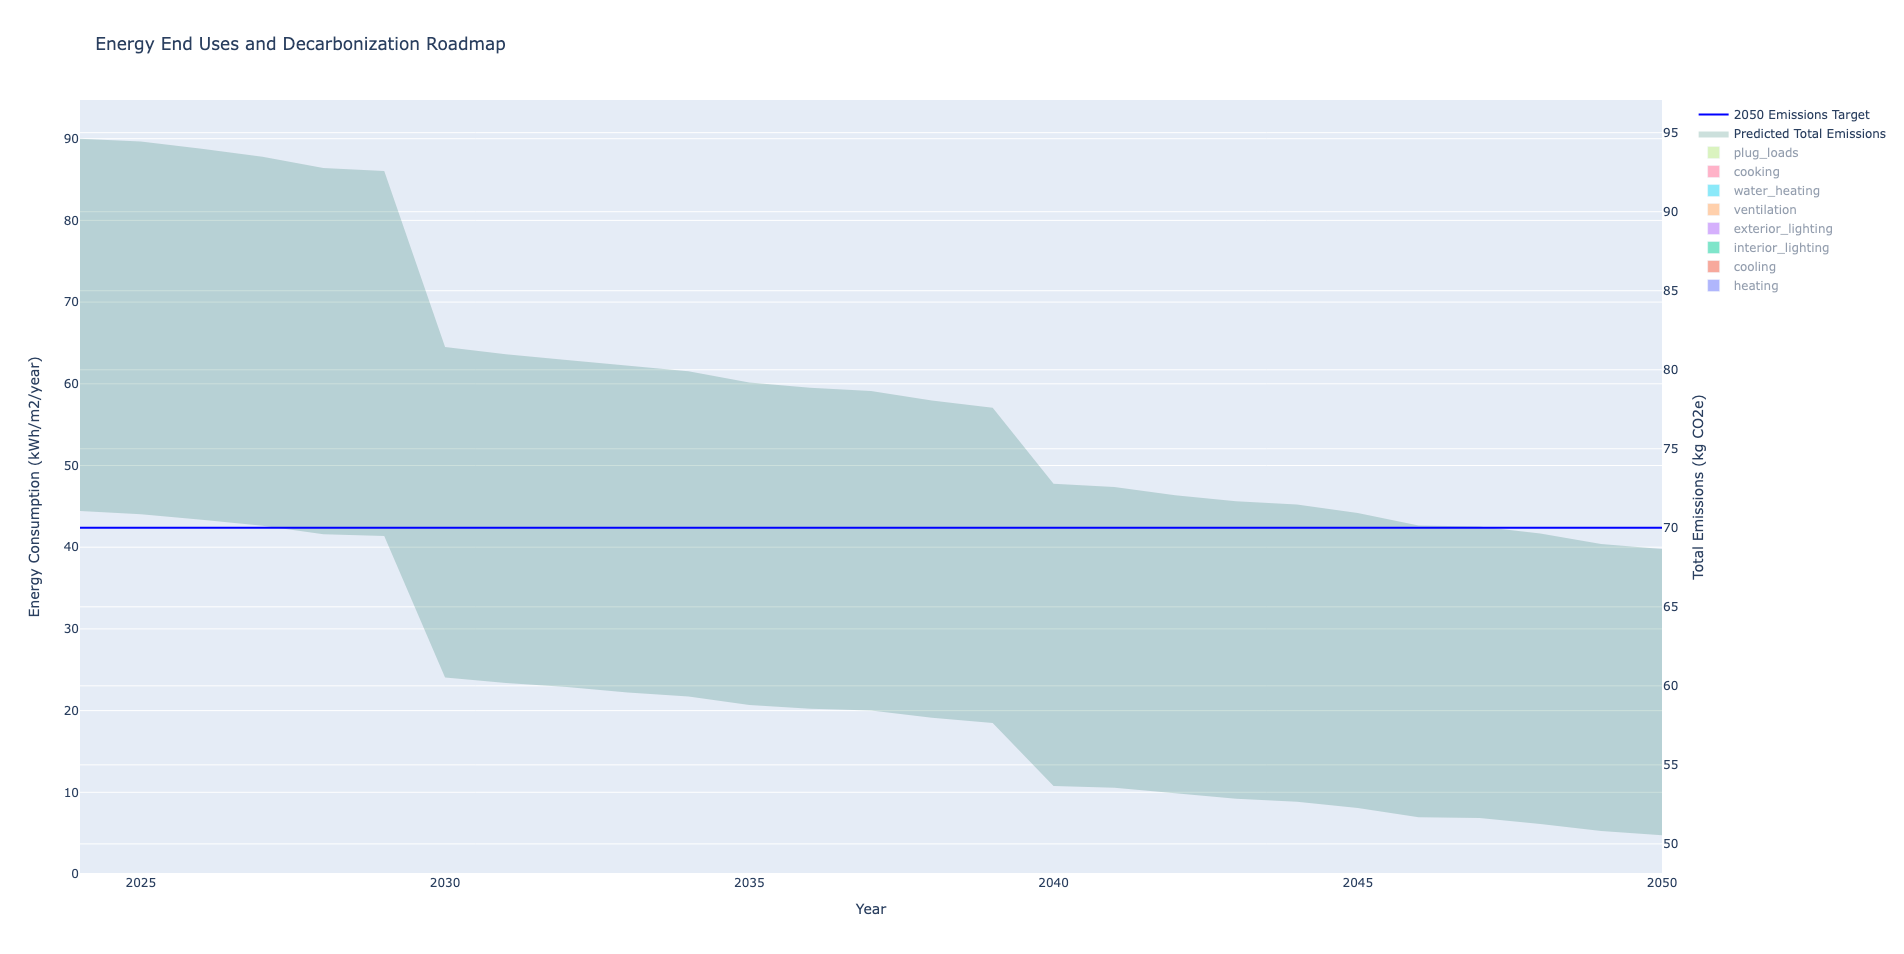 Energy End Uses and Decarbonization Roadmap
90
80
70
60
50
40
30
20
10
0
Energy Consumption (kWh/m2/year)
2025
2030
2035
2040
2045
2050
Year
95
90
85
80
75
70
65
60
55
50
Total Emissions (kg CO2e)
2050 Emissions Target
Predicted Total Emissions
plug_loads
cooking
water_heating
ventilation
exterior_lighting
interior_lighting
cooling
heating